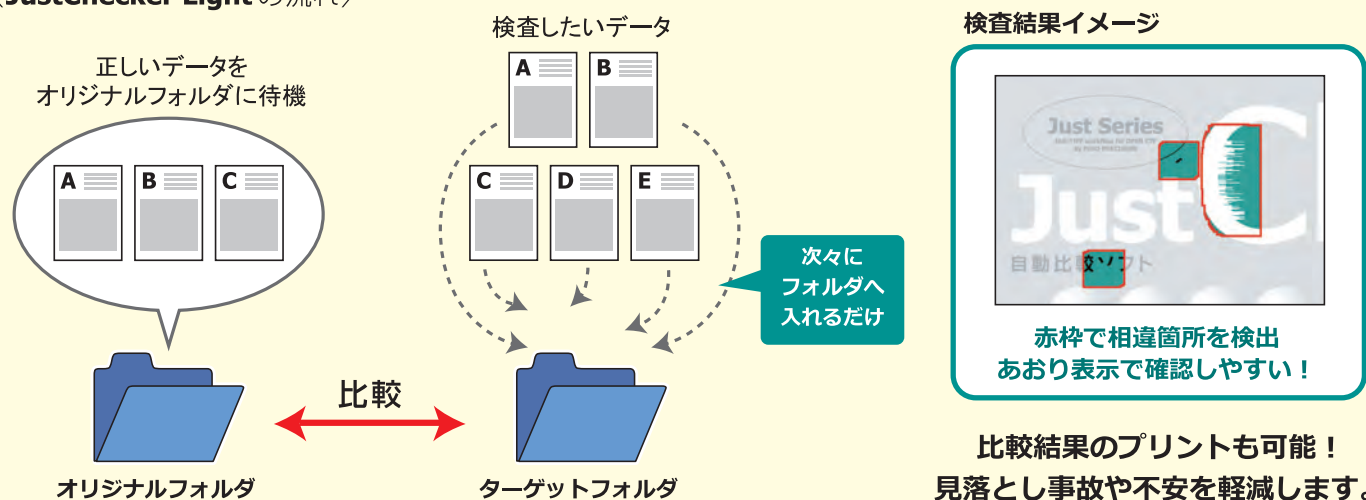 JustChecker Light の流れ
検査したいデータ
A
B
C
D
E
正しいデータを
オリジナルフォルダに待機
A
B
C
次々に
フォルダへ
入れるだけ
比較
オリジナルフォルダ
ターゲットフォルダ
検査結果イメージ
Just Series
Just C
自動比較ソフト
赤枠で相違箇所を検出
あおり表示で確認しやすい！
比較結果のプリントも可能！
見落とし事故や不安を軽減します。